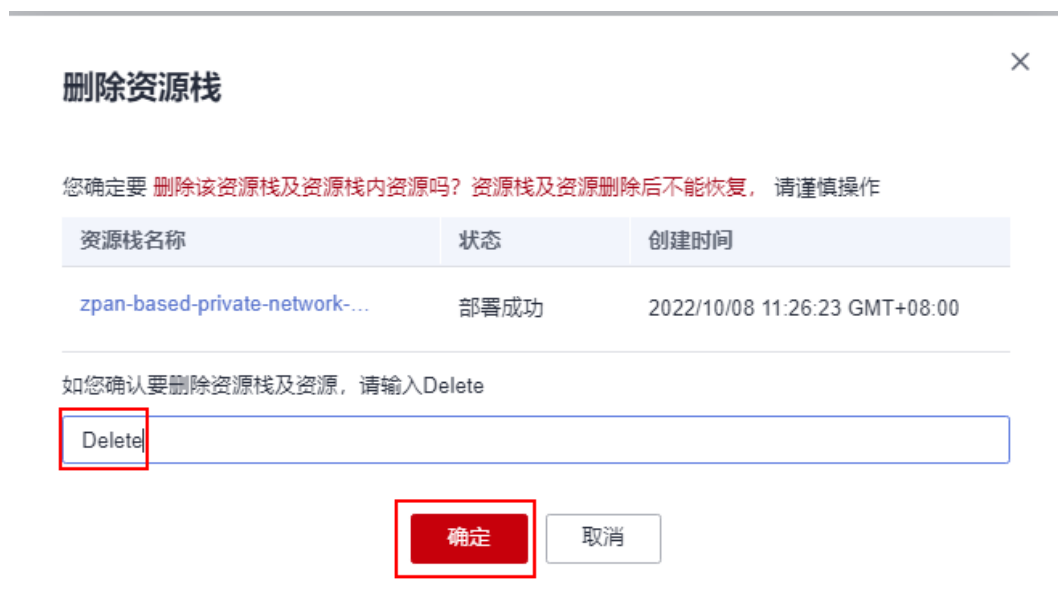 删除资源栈
您确定要 删除该资源栈及资源栈内资源吗？资源栈及资源删除后不能恢复， 请谨慎操作
资源栈名称 状态 创建时间
zpan-based-private-network-... 部署成功 2022/10/08 11:26:23 GMT+08:00
如您确认要删除资源栈及资源，请输入Delete
Delete
确定 取消